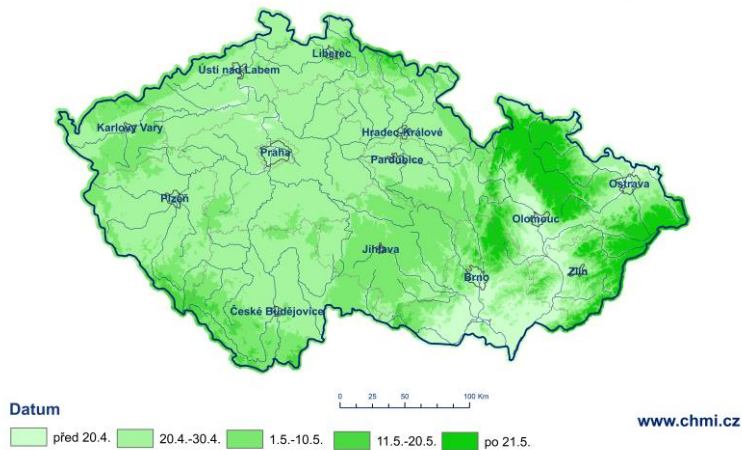 Liberec
Ústí nad Labem
Karlovy Vary
Hradec Králové
Praha
Pardubice
Ostrava
Plzeň
Olomouc
Jihlava
Zlín
Brno
České Budějovice
0 25 50 100 Km
Datum
www.chmi.cz
před 20.4. 20.4.-30.4. 1.5.-10.5. 11.5.-20.5. po 21.5.